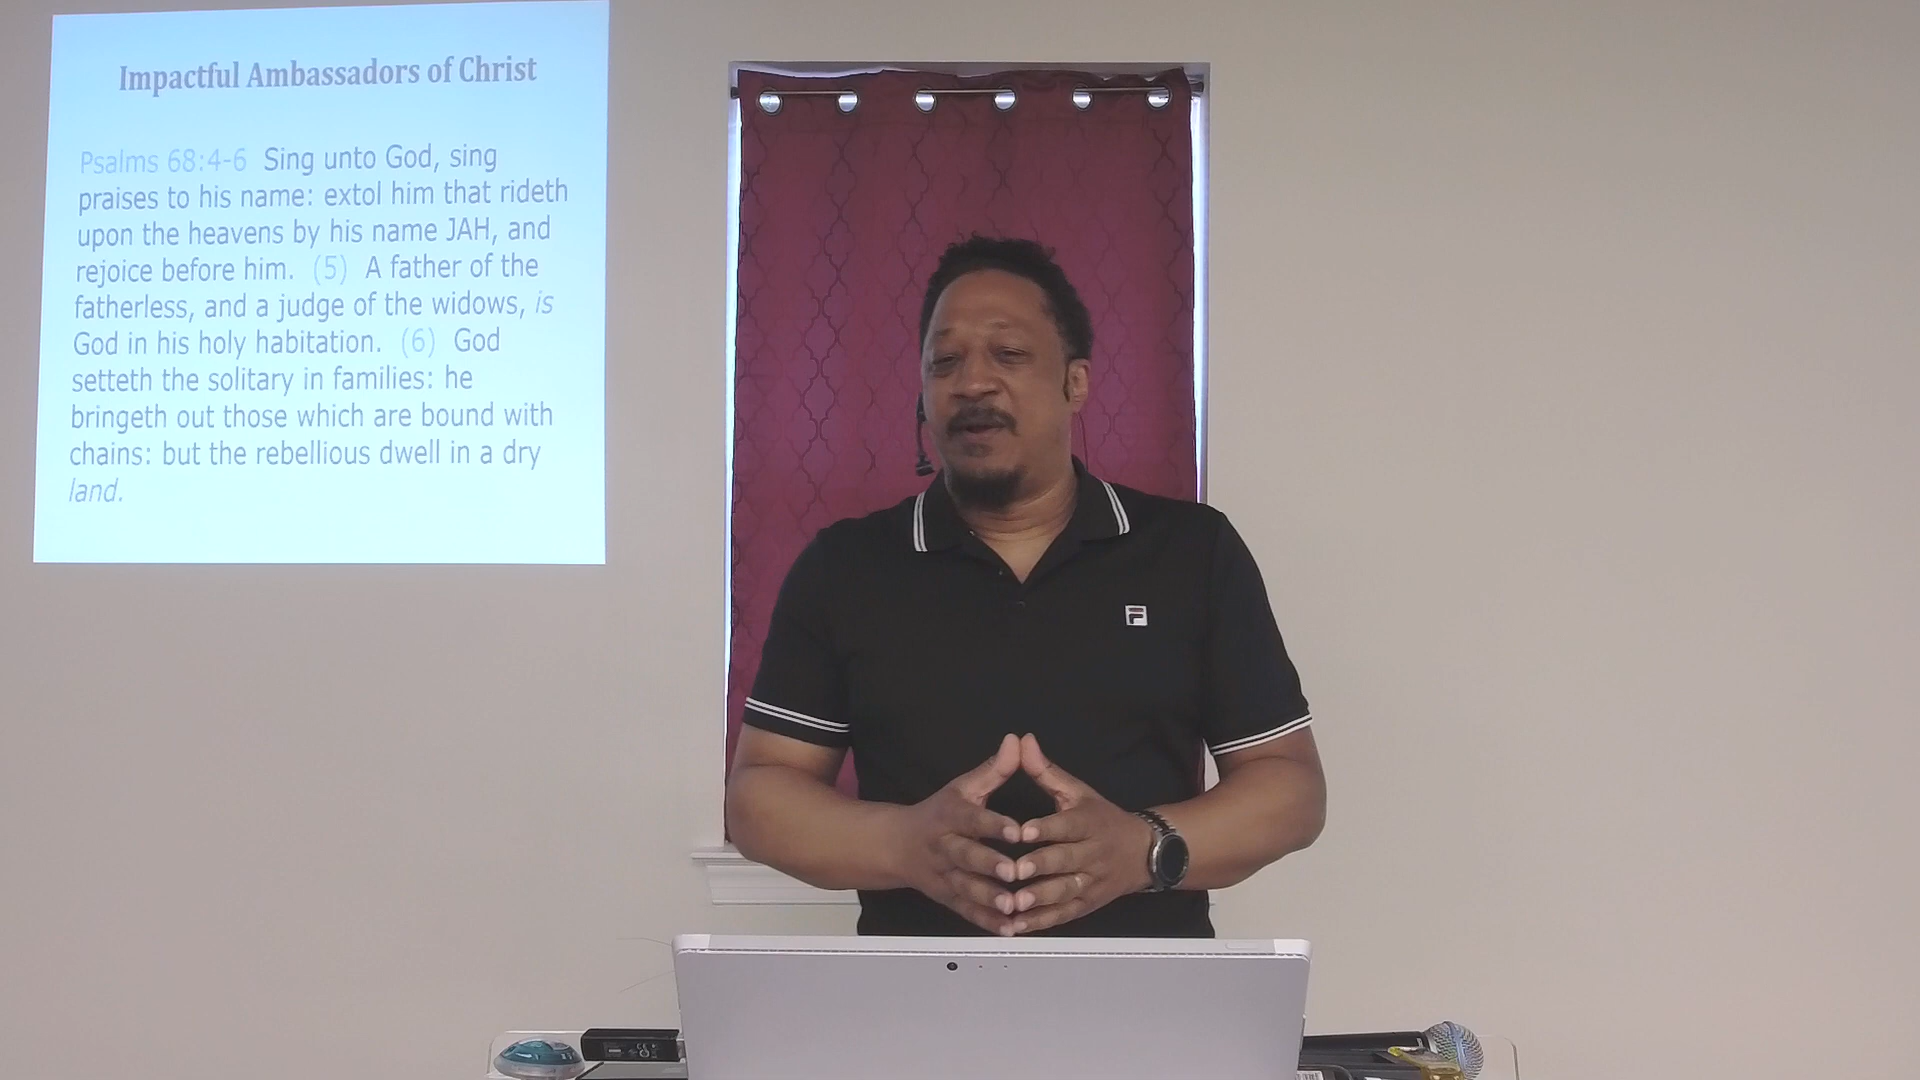 Impactful Ambassadors of Christ
Psalms 68:4-6 Sing unto God, sing
praises to his name: extol him that rideth
upon the heavens by his name JAH, and
rejoice before him. (5) A father of the
fatherless, and a judge of the widows, is
God in his holy habitation. (6) God
setteth the solitary in families: he
bringeth out those which are bound with
chains: but the rebellious dwell in a dry
land.
F